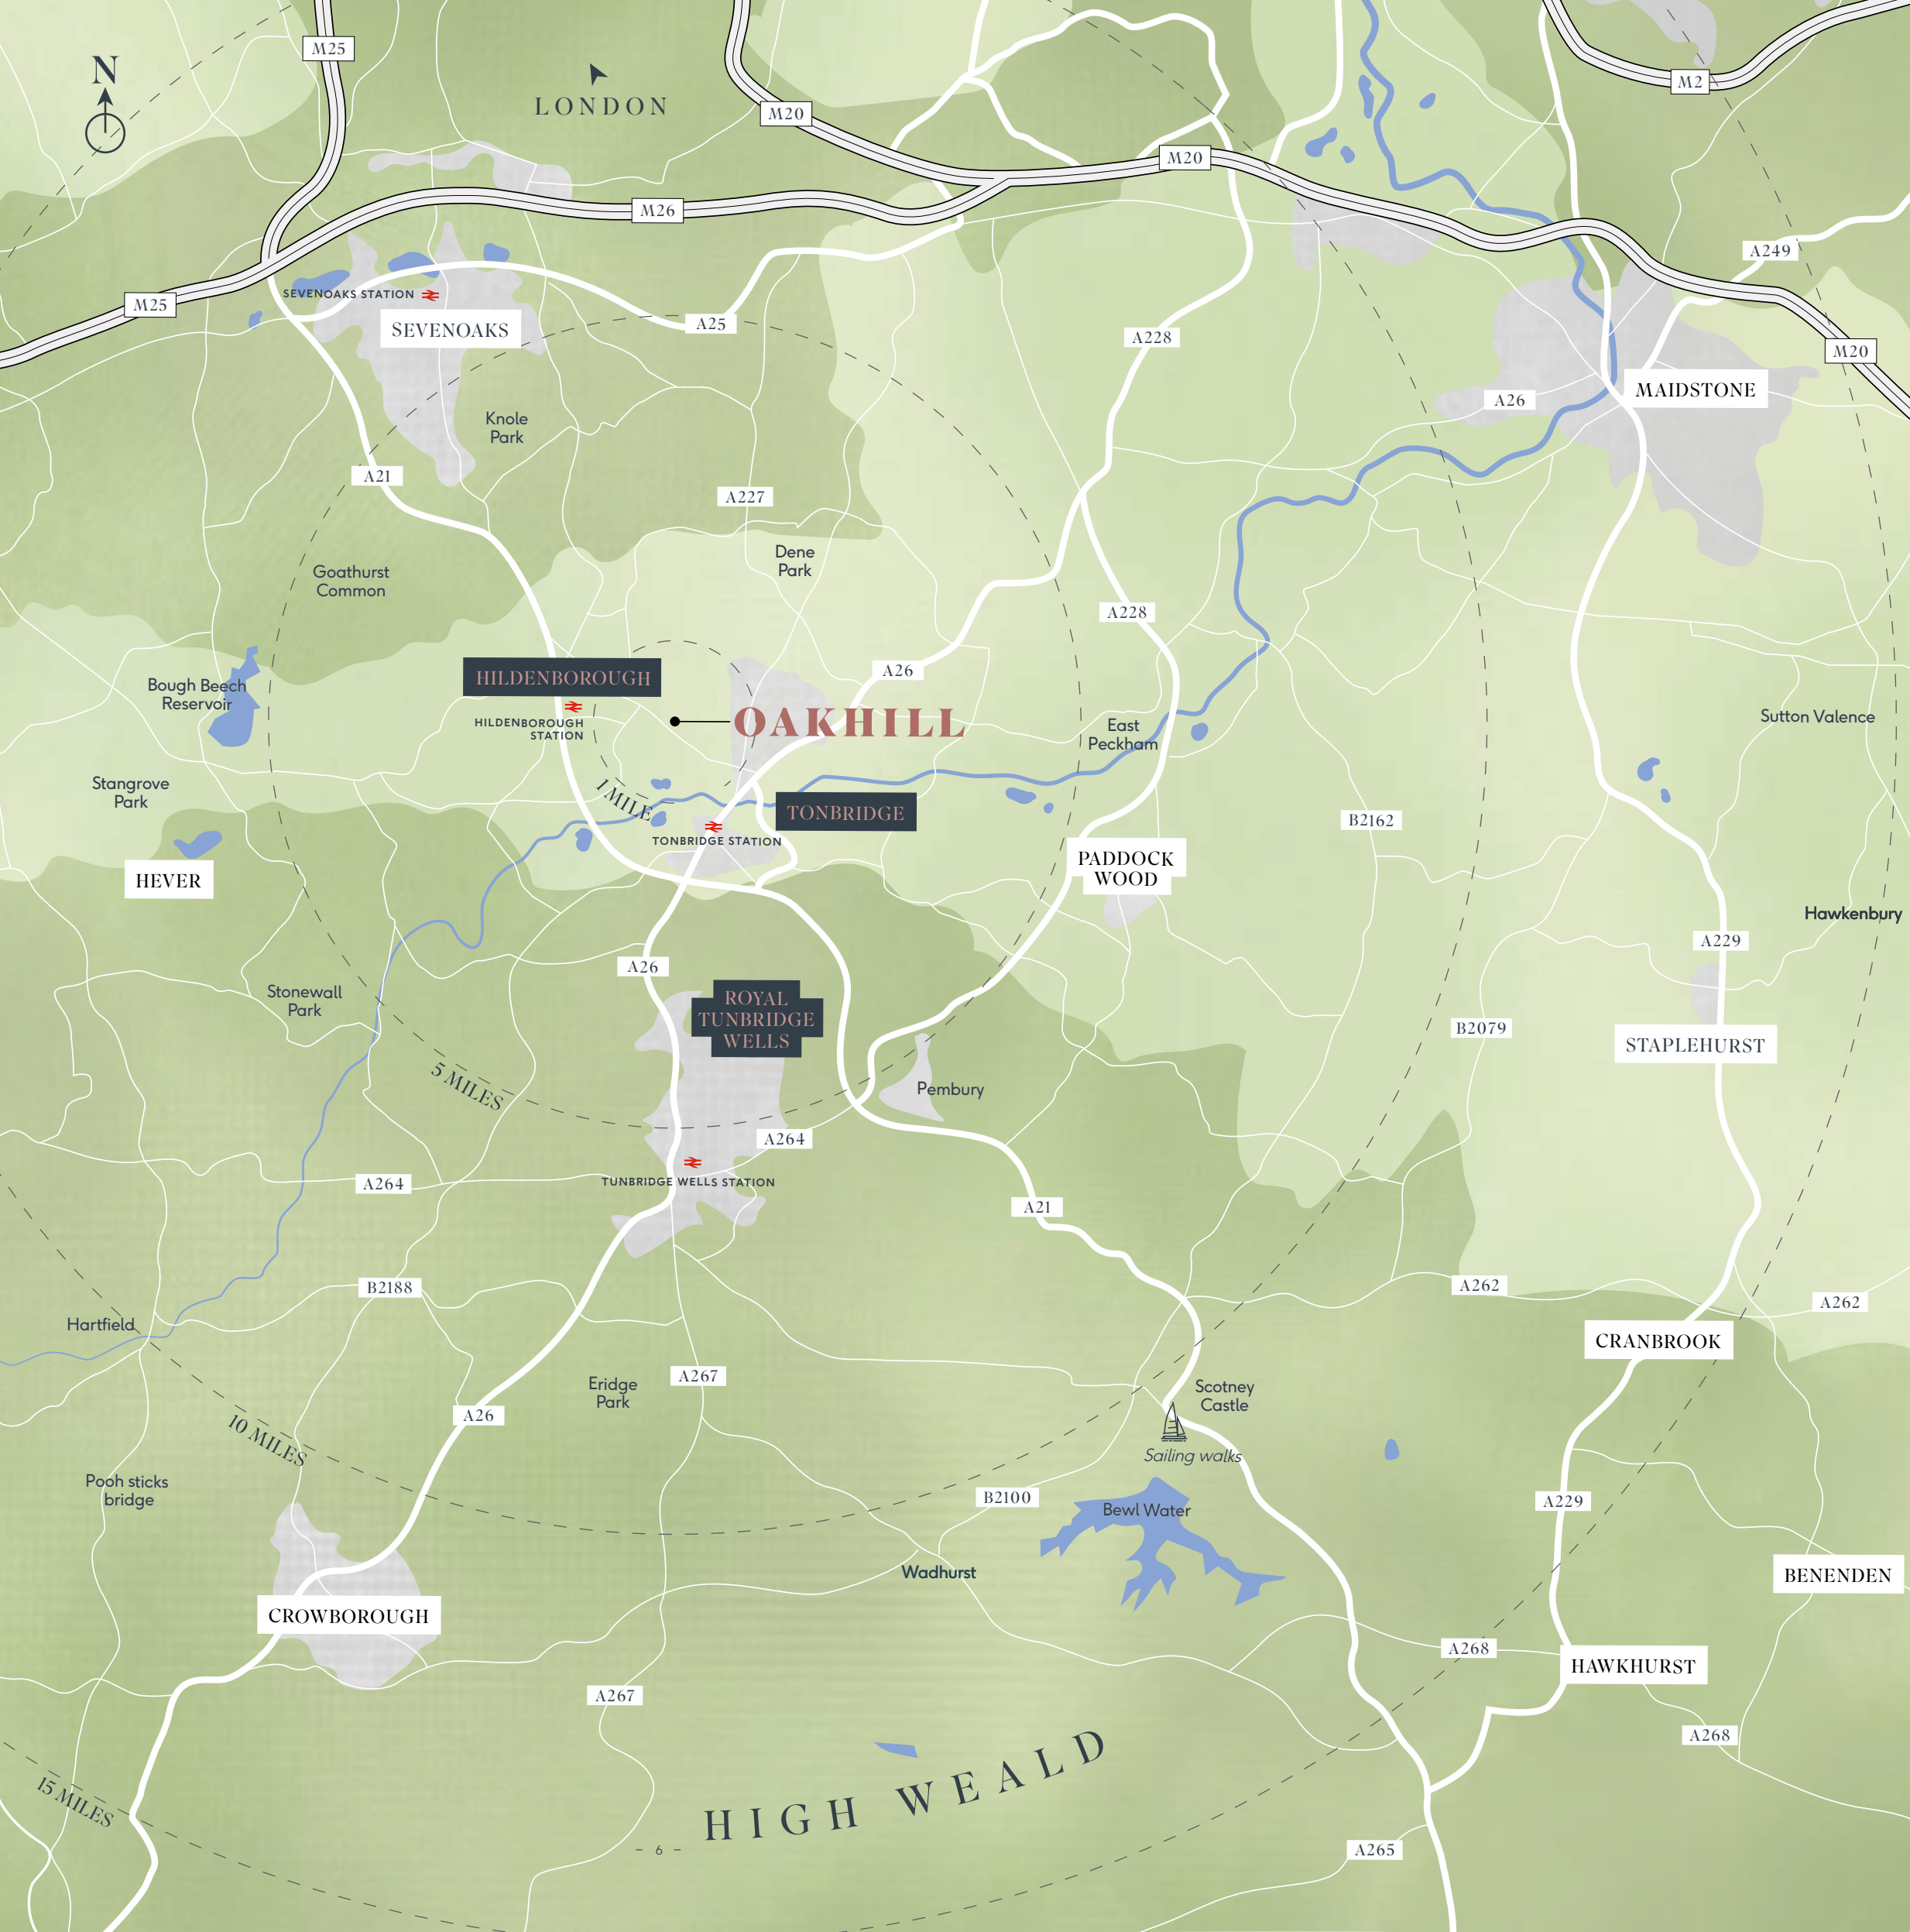 M25
M2
N
LONDON
M20
M20
M26
A249
SEVENOAKS STATION
M25
A25
SEVENOAKS
A228
M20
MAIDSTONE
A26
Knole
Park
A21
A227
Dene
Park
Goathurst
Common
A228
HILDENBOROUGH
A26
Bough Beech
Reservoir
HILDENBOROUGH
STATION
OAKHILL
East
Peckham
Sutton Valence
Stangrove
Park
1 MILE
TONBRIDGE
B2162
TONBRIDGE STATION
PADDOCK
WOOD
HEVER
Hawkenbury
A229
A26
Stonewall
Park
ROYAL
TUNBRIDGE
WELLS
B2079
STAPLEHURST
5 MILES
Pembury
A264
A264
TUNBRIDGE WELLS STATION
A21
B2188
A262
A262
Hartfield
CRANBROOK
A267
Eridge
Park
Scotney
Castle
A26
10 MILES
Sailing walks
Pooh sticks
bridge
B2100
Bewl Water
A229
Wadhurst
BENENDEN
CROWBOROUGH
A268
HAWKHURST
A267
A268
15 MILES
HIGH WEALD
- 6 -
A265